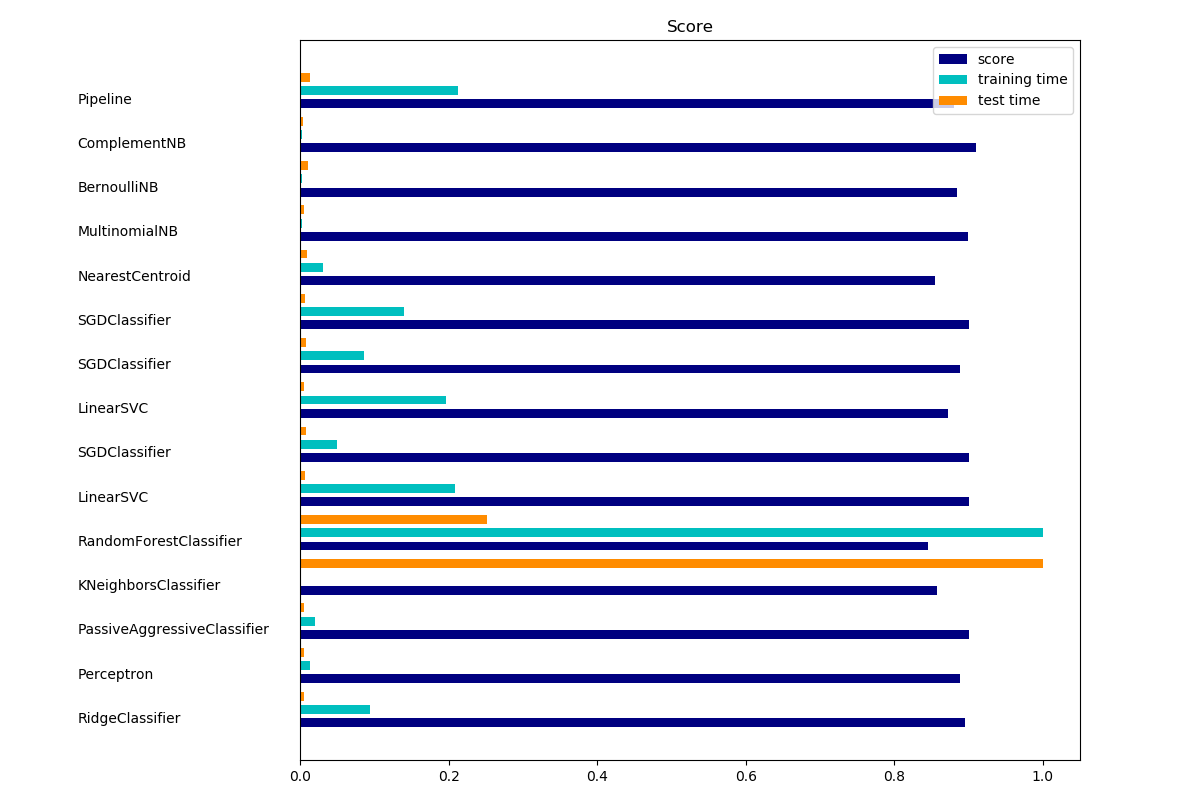 Score
score
training time
test time
Pipeline
ComplementNB
BernoulliNB
MultinomialNB
NearestCentroid
SGDClassifier
SGDClassifier
LinearSVC
SGDClassifier
LinearSVC
RandomForestClassifier
KNeighborsClassifier
PassiveAggressiveClassifier
Perceptron
RidgeClassifier
0.0 0.2 0.4 0.6 0.8 1.0